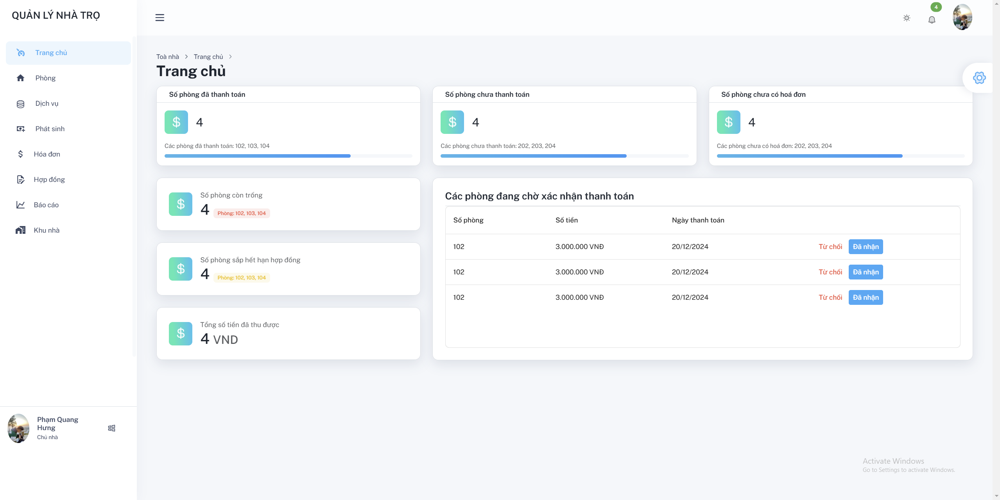 QUẢN LÝ NHÀ TRỌ
4
Trang chủ
Phòng
Dịch vụ
Phát sinh
Hóa đơn
Hợp đồng
Báo cáo
Khu nhà
Phạm Quang
Hưng
Chủ nhà
Toà nhà > Trang chủ >
Trang chủ
Số phòng đã thanh toán
$ 4
Các phòng đã thanh toán: 102, 103, 104
Số phòng chưa thanh toán
$ 4
Các phòng chưa thanh toán: 202, 203, 204
Số phòng chưa có hoá đơn
$ 4
Các phòng chưa có hoá đơn: 202, 203, 204
Số phòng còn trống
$ 4 Phòng: 102, 103, 104
Số phòng sắp hết hạn hợp đồng
$ 4 Phòng: 102, 103, 104
Tổng số tiền đã thu được
$ 4 VND
Các phòng đang chờ xác nhận thanh toán
Số phòng Số tiền Ngày thanh toán
102 3.000.000 VNĐ 20/12/2024 Từ chối Đã nhận
102 3.000.000 VNĐ 20/12/2024 Từ chối Đã nhận
102 3.000.000 VNĐ 20/12/2024 Từ chối Đã nhận
Activate Windows
Go to Settings to activate Windows.